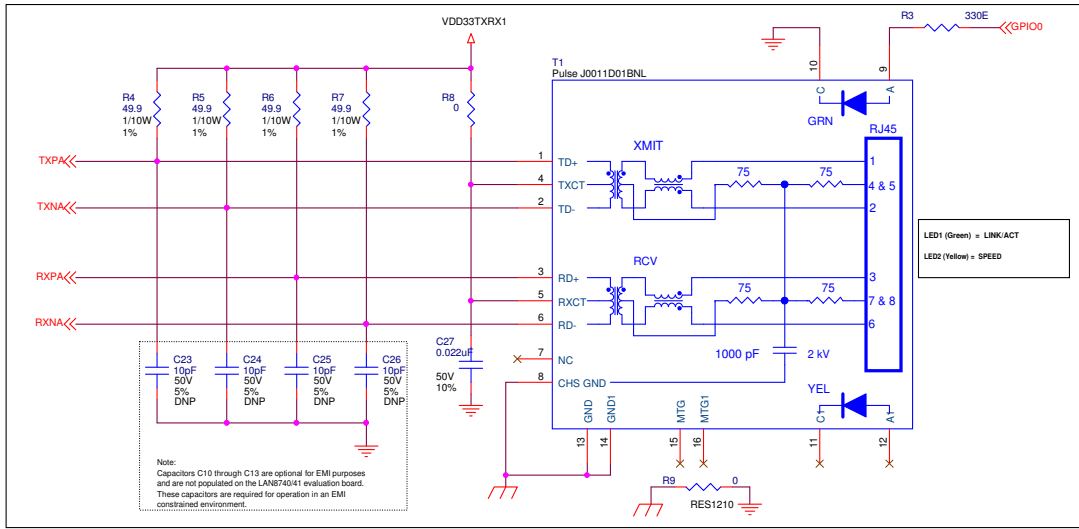 VDD33TXRX1
R3 330E
GPIO0
T1
Pulse J0011D01BNL
10
9
C
A
GRN
RJ45
R4
49.9
1/10W
1%
R5
49.9
1/10W
1%
R6
49.9
1/10W
1%
R7
49.9
1/10W
1%
R8
0
TXPA
TXNA
RXPA
RXNA
1
TD+
4
TXCT
2
TD-
3
RD+
5
RXCT
6
RD-
7
NC
8
CHS GND
XMIT
75
75
1
4 & 5
2
RCV
75
75
3
7 & 8
6
1000 pF
2 kV
LED1 (Green) = LINK/ACT
LED2 (Yellow) = SPEED
C23
10pF
50V
5%
DNP
C24
10pF
50V
5%
DNP
C25
10pF
50V
5%
DNP
C26
10pF
50V
5%
DNP
C27
0.022uF
50V
10%
YEL
GND
GND1
MTG
MTG1
C1
A1
13
14
15
16
11
12
Note:
Capacitors C10 through C13 are optional for EMI purposes
and are not populated on the LAN8740/41 evaluation board.
These capacitors are required for operation in an EMI
constrained environment.
R9
0
RES1210